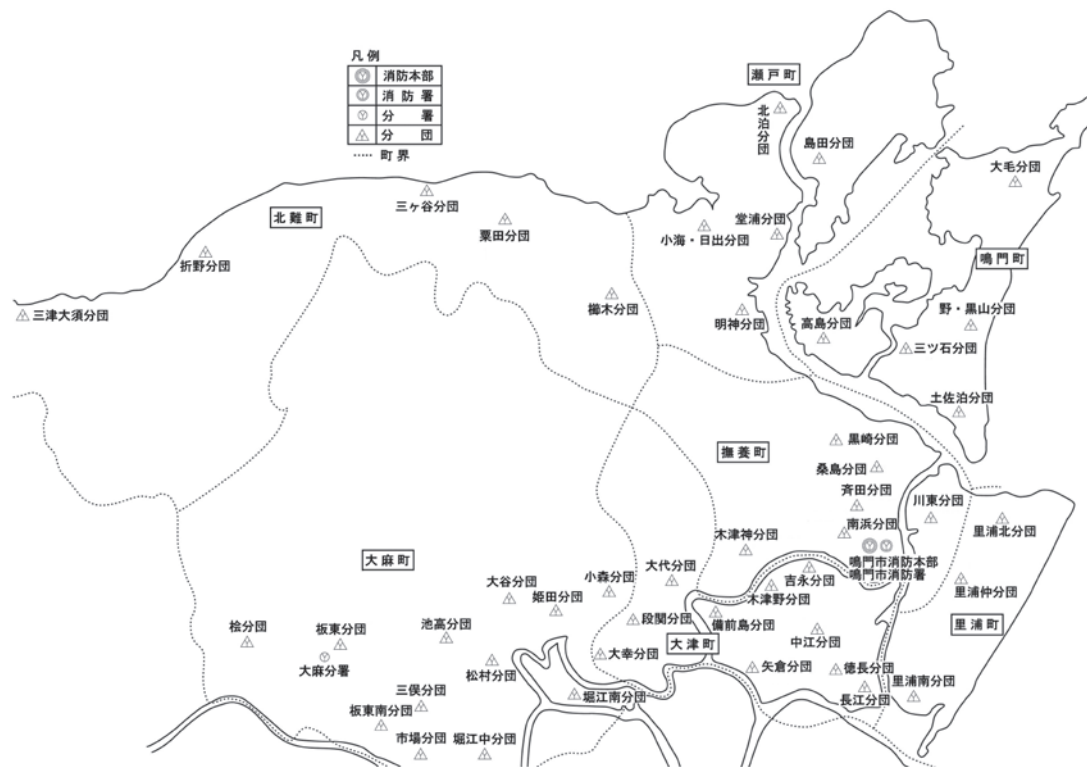 凡例
消防本部
消防署
分署
分団
町界
瀬戸町
北泊分団
島田分団
大毛分団
三ヶ谷分団
北難町
粟田分団
堂浦分団
小海・日出分団
折野分団
鳴門町
三津大須分団
櫛木分団
明神分団
高島分団
野・黒山分団
三ツ石分団
土佐泊分団
黒崎分団
撫養町
桑島分団
斉田分団
川東分団
南浜分団
里浦北分団
木津神分団
鳴門市消防本部
鳴門市消防署
大麻町
大代分団
吉永分団
小森分団
大谷分団
姫田分団
木津野分団
里浦仲分団
段関分団
備前島分団
里浦町
桧分団
板東分団
池高分団
大津町
中江分団
大麻分署
松村分団
大幸分団
矢倉分団
徳長分団
三俣分団
堀江南分団
長江分団
里浦南分団
板東南分団
市場分団
堀江中分団